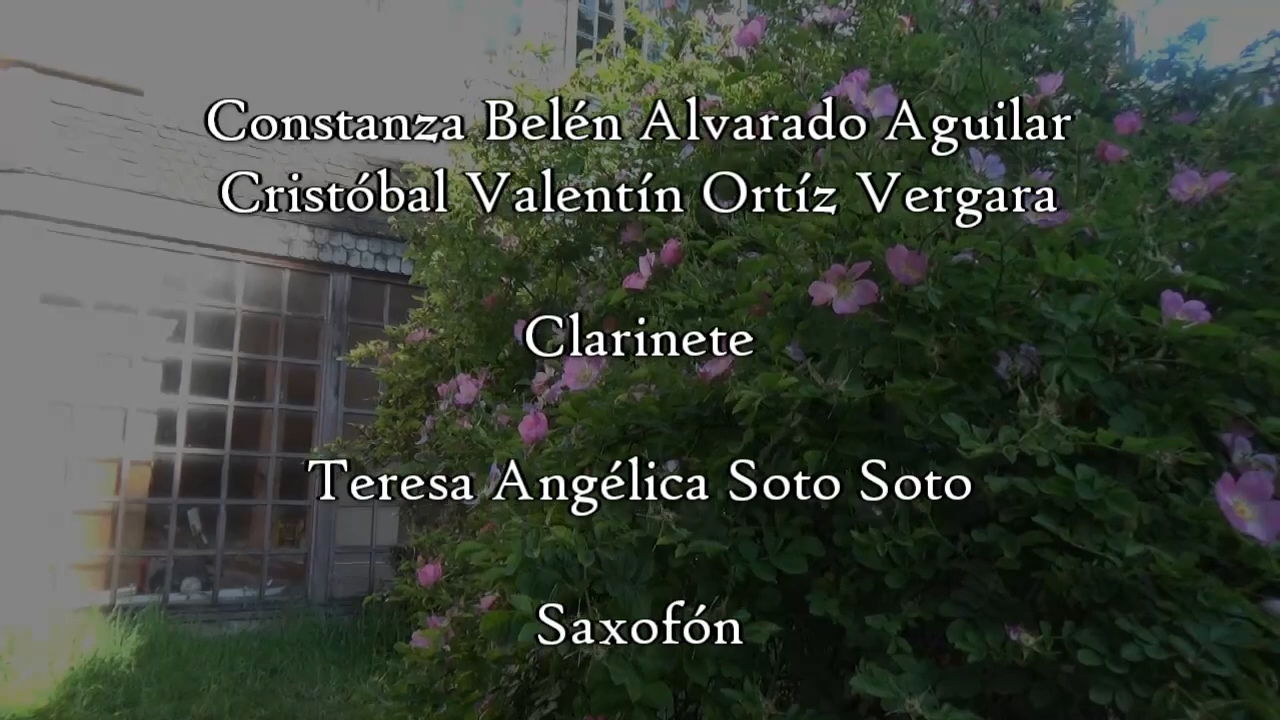 Constanza Belén Alvarado Aguilar
Cristóbal Valentín Ortíz Vergara
Clarinete
Teresa Angélica Soto Soto
Saxofón